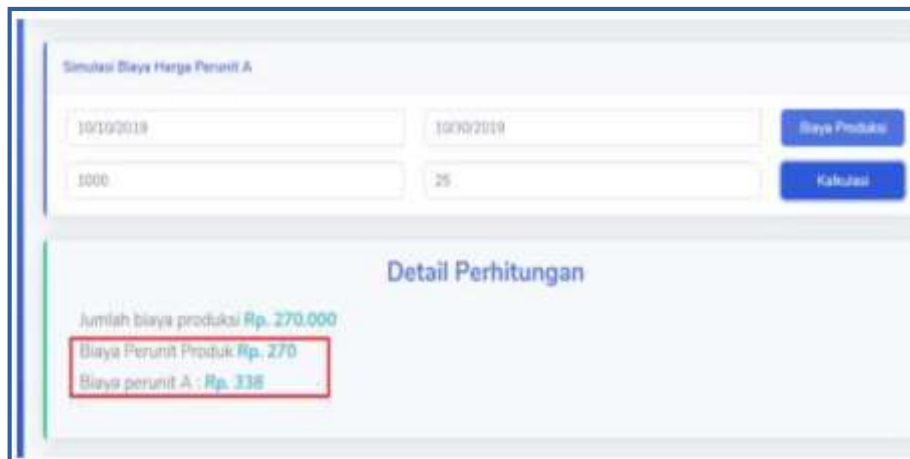 Simulasi Biaya Harga Perunit A
10/10/2019
10/30/2019
Biaya Produksi
1000
25
Kalkulasi
Detail Perhitungan
Jumlah biaya produksi Rp. 270.000
Biaya Perunit Produk Rp. 270
Biaya perunit A : Rp. 338